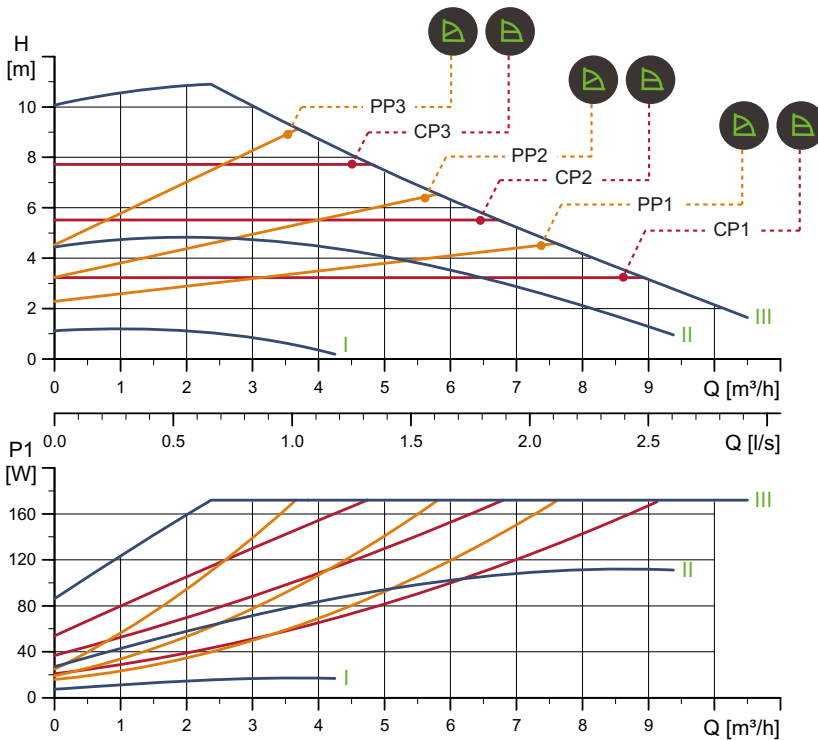 H
[m]
10
8
6
4
2
0
PP3
CP3
PP2
CP2
PP1
CP1
III
II
I
0 1 2 3 4 5 6 7 8 9 Q [m³/h]
0.0 0.5 1.0 1.5 2.0 2.5 Q [l/s]
P1
[W]
160
120
80
40
0
III
II
I
0 1 2 3 4 5 6 7 8 9 Q [m³/h]